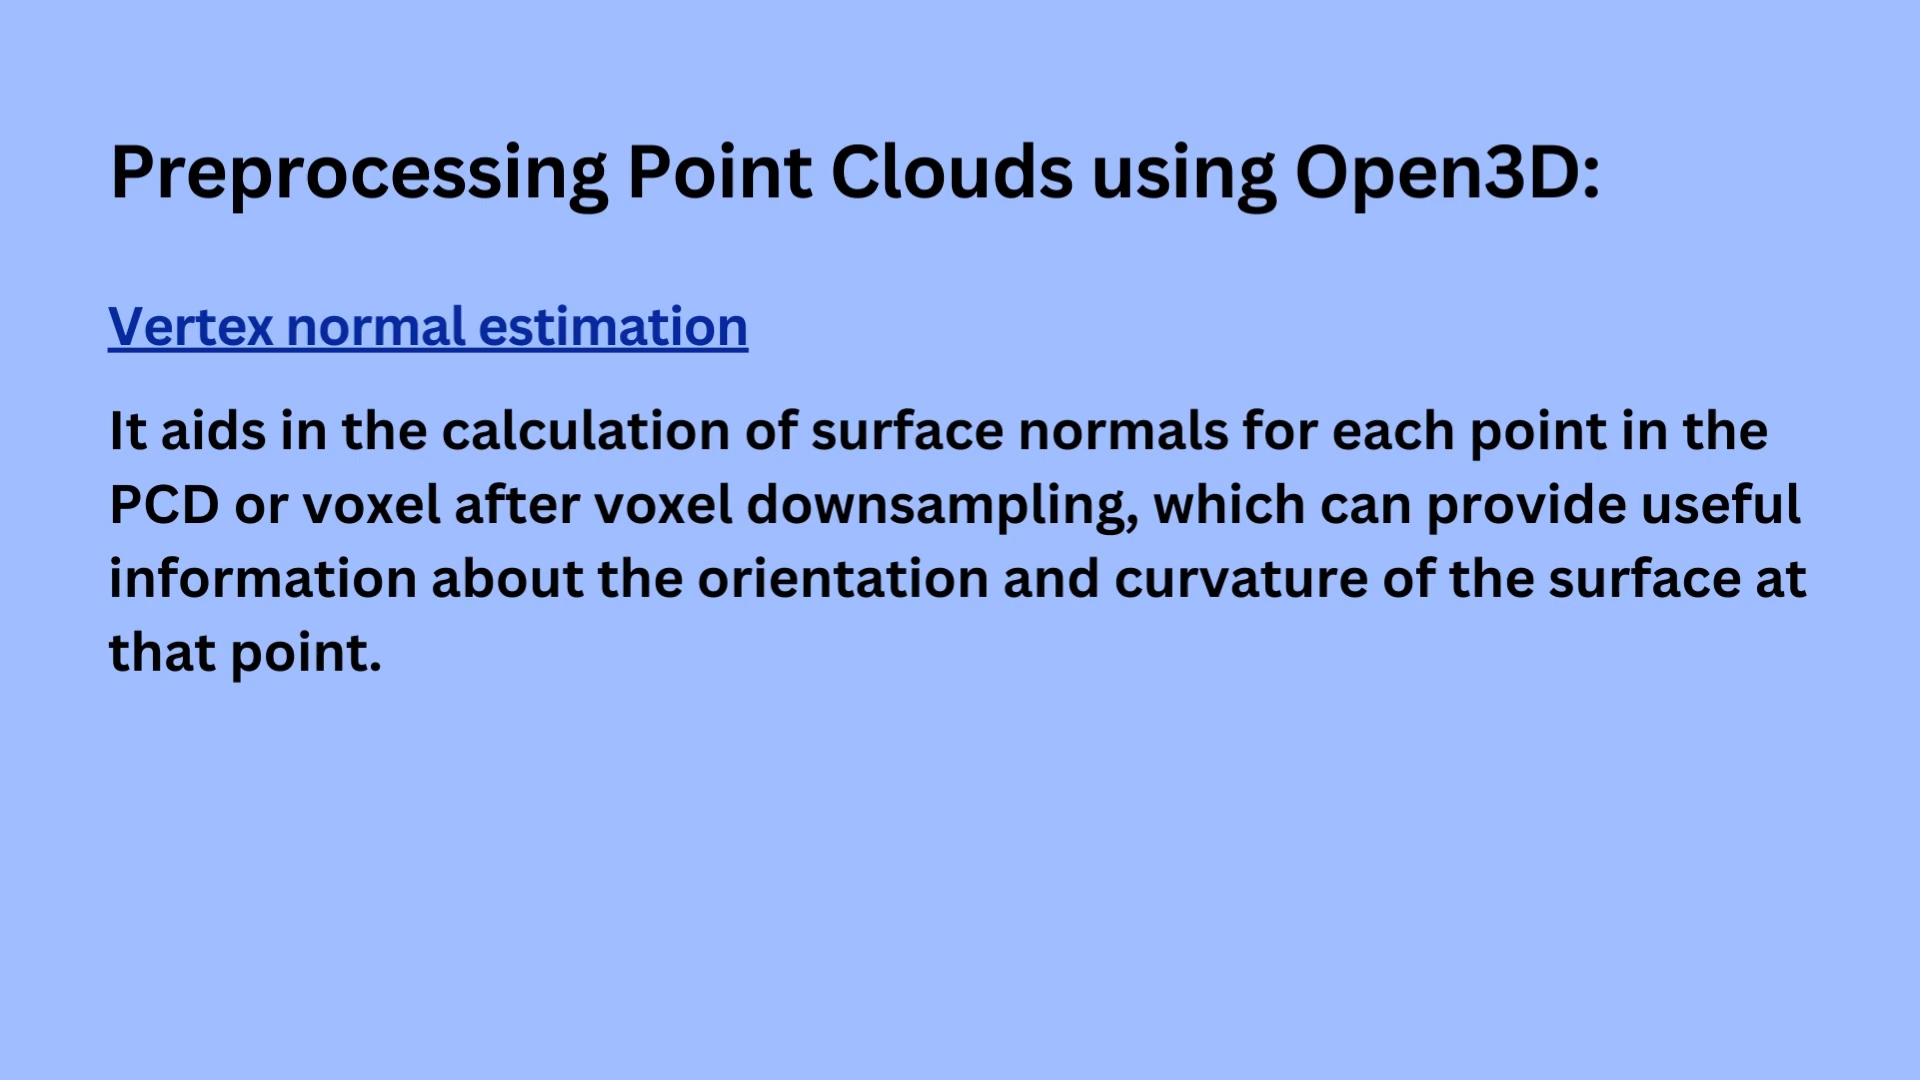 Preprocessing Point Clouds using Open3D:
Vertex normal estimation
It aids in the calculation of surface normals for each point in the
PCD or voxel after voxel downsampling, which can provide useful
information about the orientation and curvature of the surface at
that point.